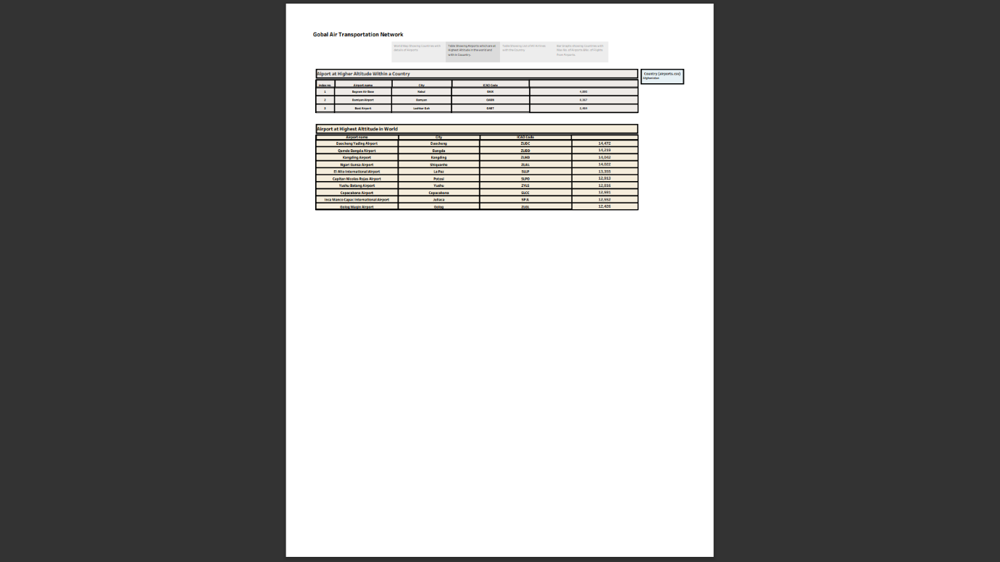 Gobal Air Transportation Network
World Map Showing Countries with
details of Airports.
Table Showing Airports which are at
Highest Altitude in the world and
within Country.
Table Showing List of All Airlines
with the Country.
Bar Graphs showing Countries with
Max No. of Airports &No. of flights
from Airports.
Aiport at Higher Altitude Within a Country
Country (airports.csv)
Afghanistan
Index no. Airport name City ICAO Code
1 Bagram Air Base Kabul OAIX 4,895
2 Bamiyan Airport Bamyan OABN 8,367
3 Bost Airport Lashkar Gah OABT 2,464
Airport at Highest Alttitude in World
Airport name City ICAO Code
Daocheng Yading Airport Daocheng ZUDC 14,472
Qamdo Bangda Airport Bangda ZUBD 14,219
Kangding Airport Kangding ZUKD 14,042
Ngari Gunsa Airport Shiquanhe ZUAL 14,022
El Alto International Airport La Paz SLLP 13,355
Capitan Nicolas Rojas Airport Potosi SLPO 12,913
Yushu Batang Airport Yushu ZYLS 12,816
Copacabana Airport Copacabana SLCC 12,591
Inca Manco Capac International Airport Juliaca SPJL 12,552
Golog Maqin Airport Golog ZLGL 12,426